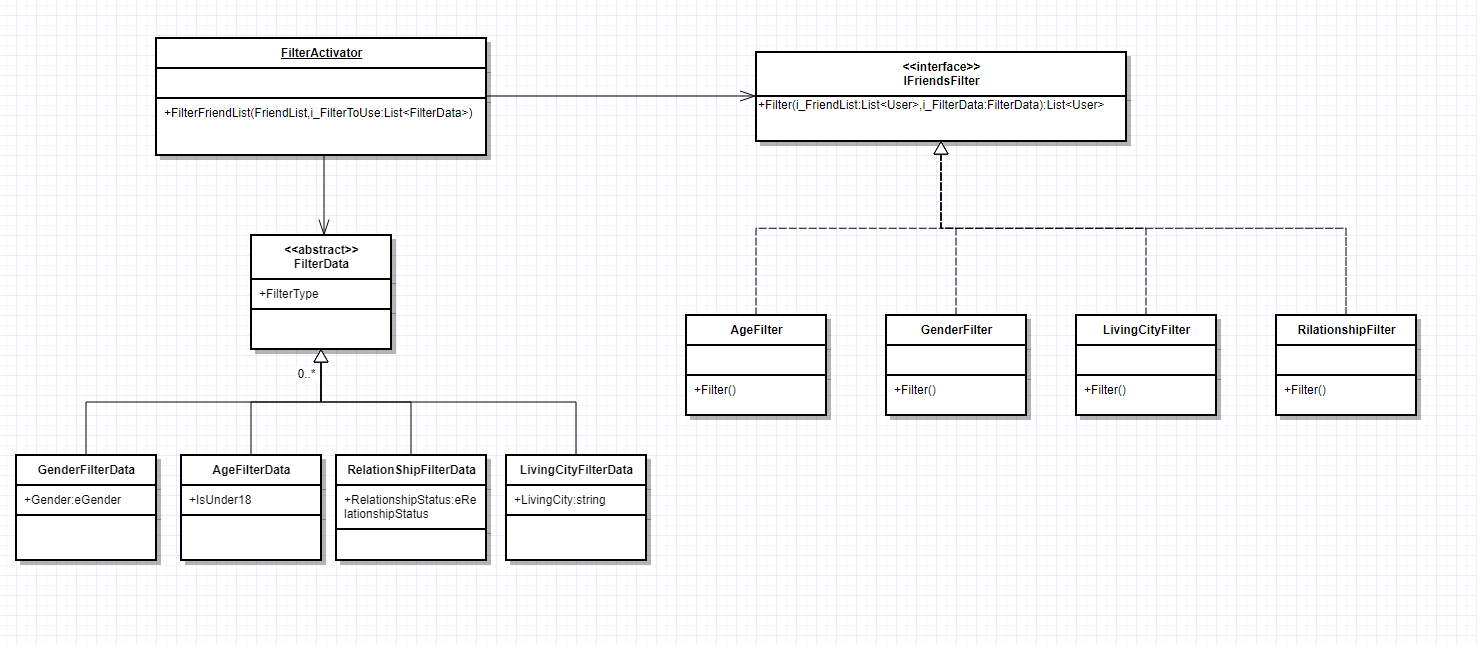 FilterActivator
+FilterFriendList(FriendList,i_FilterToUse:List<FilterData>)
<<interface>>
IFriendsFilter
+Filter(i_FriendList:List<User>,i_FilterData:FilterData):List<User>
<<abstract>>
FilterData
+FilterType
0..*
AgeFilter
+Filter()
GenderFilter
+Filter()
LivingCityFilter
+Filter()
RilationshipFilter
+Filter()
GenderFilterData
+Gender:eGender
AgeFilterData
+IsUnder18
RelationShipFilterData
+RelationshipStatus:eRe
lationshipStatus
LivingCityFilterData
+LivingCity:string